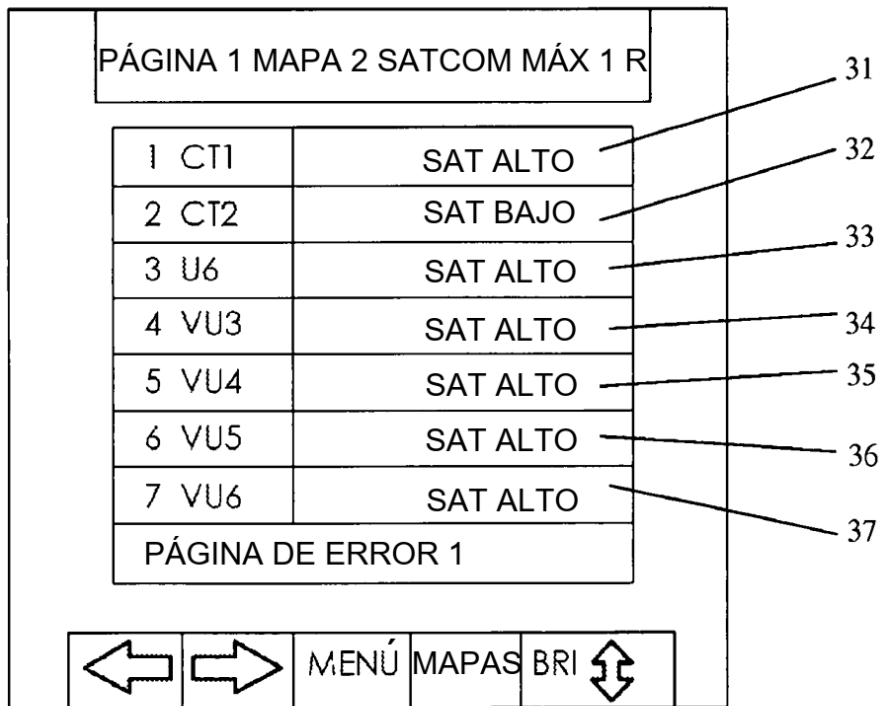 PÁGINA 1 MAPA 2 SATCOM MÁX 1 R
31
1 CT1 SAT ALTO
32
2 CT2 SAT BAJO
33
3 U6 SAT ALTO
34
4 VU3 SAT ALTO
35
5 VU4 SAT ALTO
36
6 VU5 SAT ALTO
37
7 VU6 SAT ALTO
PÁGINA DE ERROR 1
MENÚ MAPAS BRI